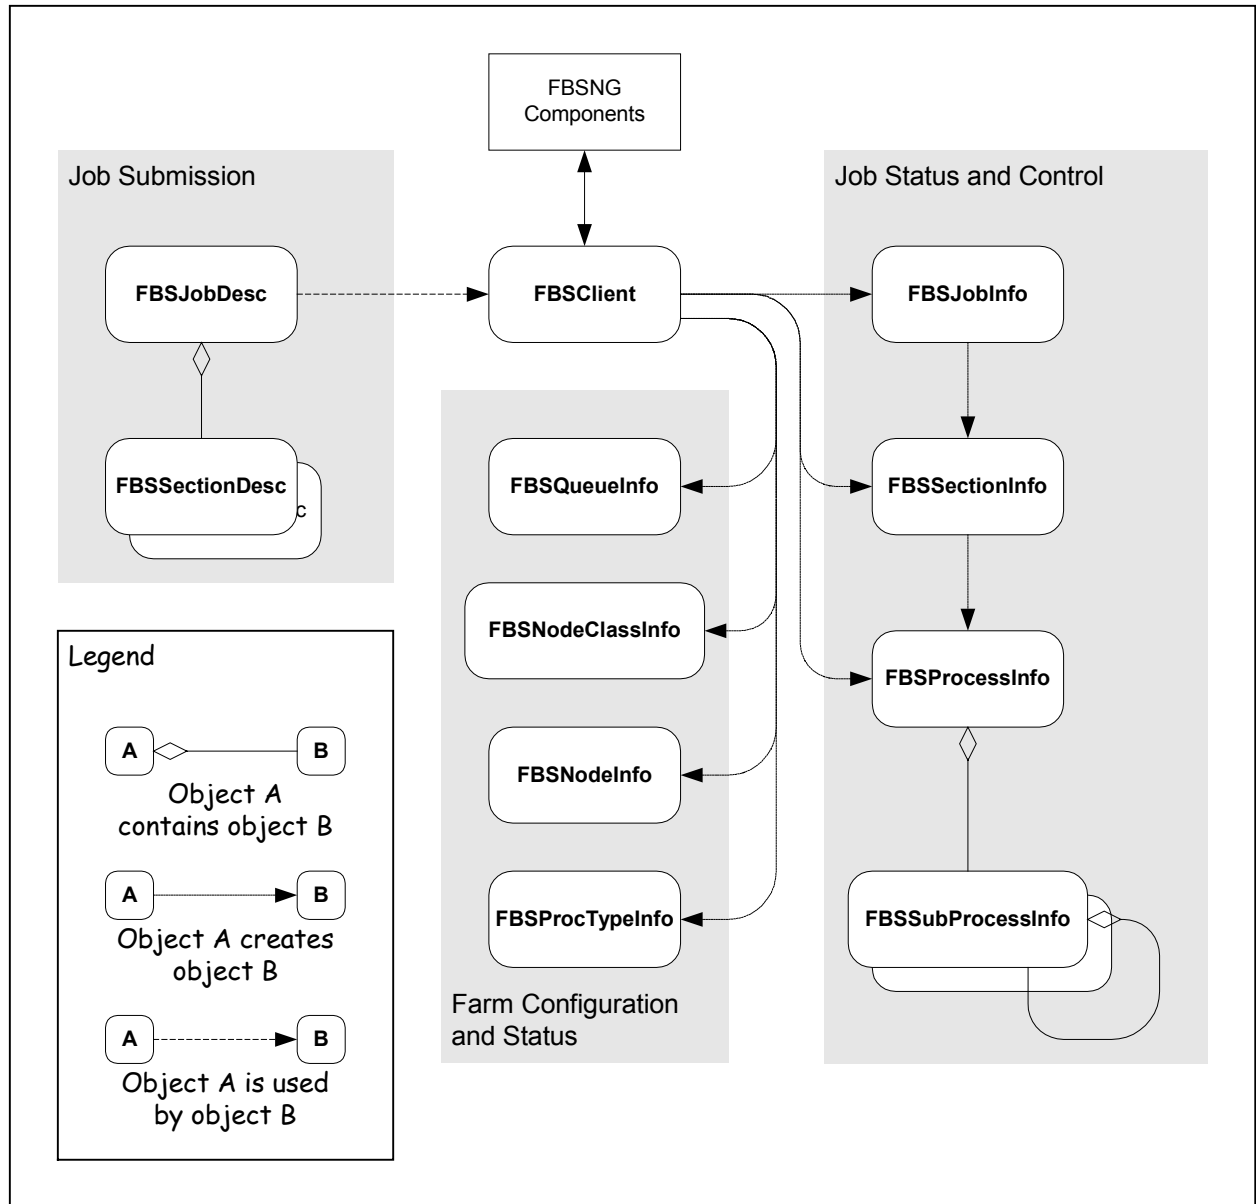 FBSNG
Components
Job Submission
Job Status and Control
FBSJobDesc
FBSClient
FBSJobInfo
FBSSectionDesc
c
FBSQueueInfo
FBSSectionInfo
FBSNodeClassInfo
FBSProcessInfo
FBSNodeInfo
FBSProcTypeInfo
FBSSubProcessInfo
Farm Configuration
and Status
Legend
A
B
Object A
contains object B
A
B
Object A creates
object B
A
B
Object A is used
by object B